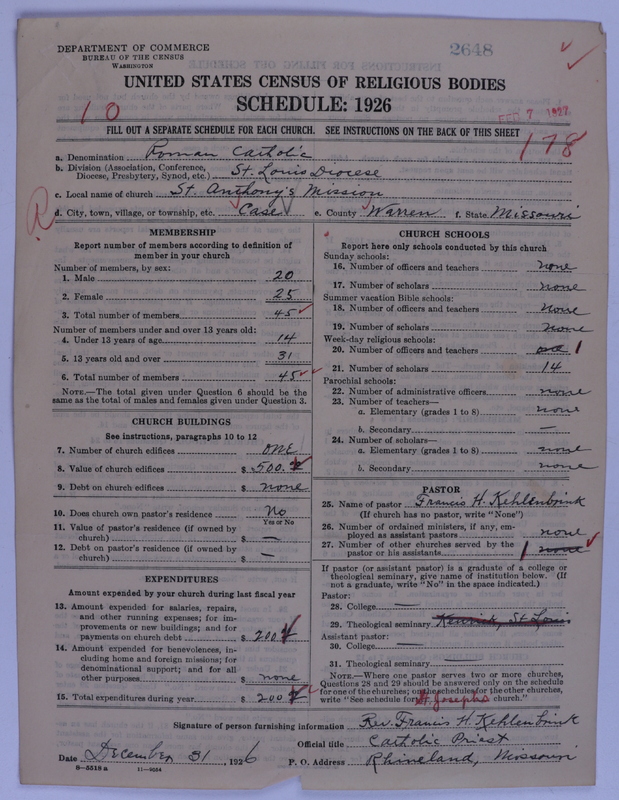 DEPARTMENT OF COMMERCE
BUREAU OF THE CENSUS
WASHINGTON
2648
UNITED STATES CENSUS OF RELIGIOUS BODIES
SCHEDULE: 1926
10
FEB 7 1927
FILL OUT A SEPARATE SCHEDULE FOR EACH CHURCH. SEE INSTRUCTIONS ON THE BACK OF THIS SHEET
178
a. Denomination Roman Catholic
b. Division (Association, Conference,
Diocese, Presbytery, Synod, etc.) St. Louis Diocese
c. Local name of church St. Anthony's Mission
d. City, town, village, or township, etc. Case e. County Warren f. State Missouri
R
MEMBERSHIP
Report number of members according to definition of
member in your church
Number of members, by sex:
1. Male 20
2. Female 25
3. Total number of members 45
Number of members under and over 13 years old:
4. Under 13 years of age 14
5. 13 years old and over 31
6. Total number of members 45
NOTE.—The total given under Question 6 should be
the same as the total of males and females given under Question 3.
CHURCH BUILDINGS
See instructions, paragraphs 10 to 12
7. Number of church edifices ONE
8. Value of church edifices $ 500.
9. Debt on church edifices $ none
10. Does church own pastor's residence No
Yes or No
11. Value of pastor's residence (if owned by
church) $ —
12. Debt on pastor's residence (if owned by
church) $ —
EXPENDITURES
Amount expended by your church during last fiscal year
13. Amount expended for salaries, repairs,
and other running expenses; for im-
provements or new buildings; and for
payments on church debt $ 200.
14. Amount expended for benevolences, in-
cluding home and foreign missions; for
denominational support; and for all
other purposes $ none
15. Total expenditures during year $ 200
CHURCH SCHOOLS
Report here only schools conducted by this church
Sunday schools:
16. Number of officers and teachers none
17. Number of scholars none
Summer vacation Bible schools:
18. Number of officers and teachers none
19. Number of scholars none
Week-day religious schools:
20. Number of officers and teachers one 1
21. Number of scholars 14
Parochial schools:
22. Number of administrative officers none
23. Number of teachers—
a. Elementary (grades 1 to 8) none
b. Secondary —
24. Number of scholars—
a. Elementary (grades 1 to 8) none
b. Secondary none
PASTOR
25. Name of pastor Francis H. Kehlenbrink
(If church has no pastor, write "None")
26. Number of ordained ministers, if any, em-
ployed as assistant pastors none
27. Number of other churches served by the
pastor or his assistants 1 none
If pastor (or assistant pastor) is a graduate of a college or
theological seminary, give name of institution below. (If
not a graduate, write "No" in the space indicated.)
Pastor:
28. College —
29. Theological seminary Kenrick, St. Louis
Assistant pastor:
30. College —
31. Theological seminary —
NOTE.—Where one pastor serves two or more churches,
Questions 28 and 29 should be answered only on the schedule
for one of the churches; on schedules for the other churches,
write "See schedule for St. Josephs church."
Signature of person furnishing information Rev. Francis H. Kehlenbrink
Official title Catholic Priest
Date December 31, 1926 P. O. Address Rhineland, Missouri
8—5518 a 11—9054